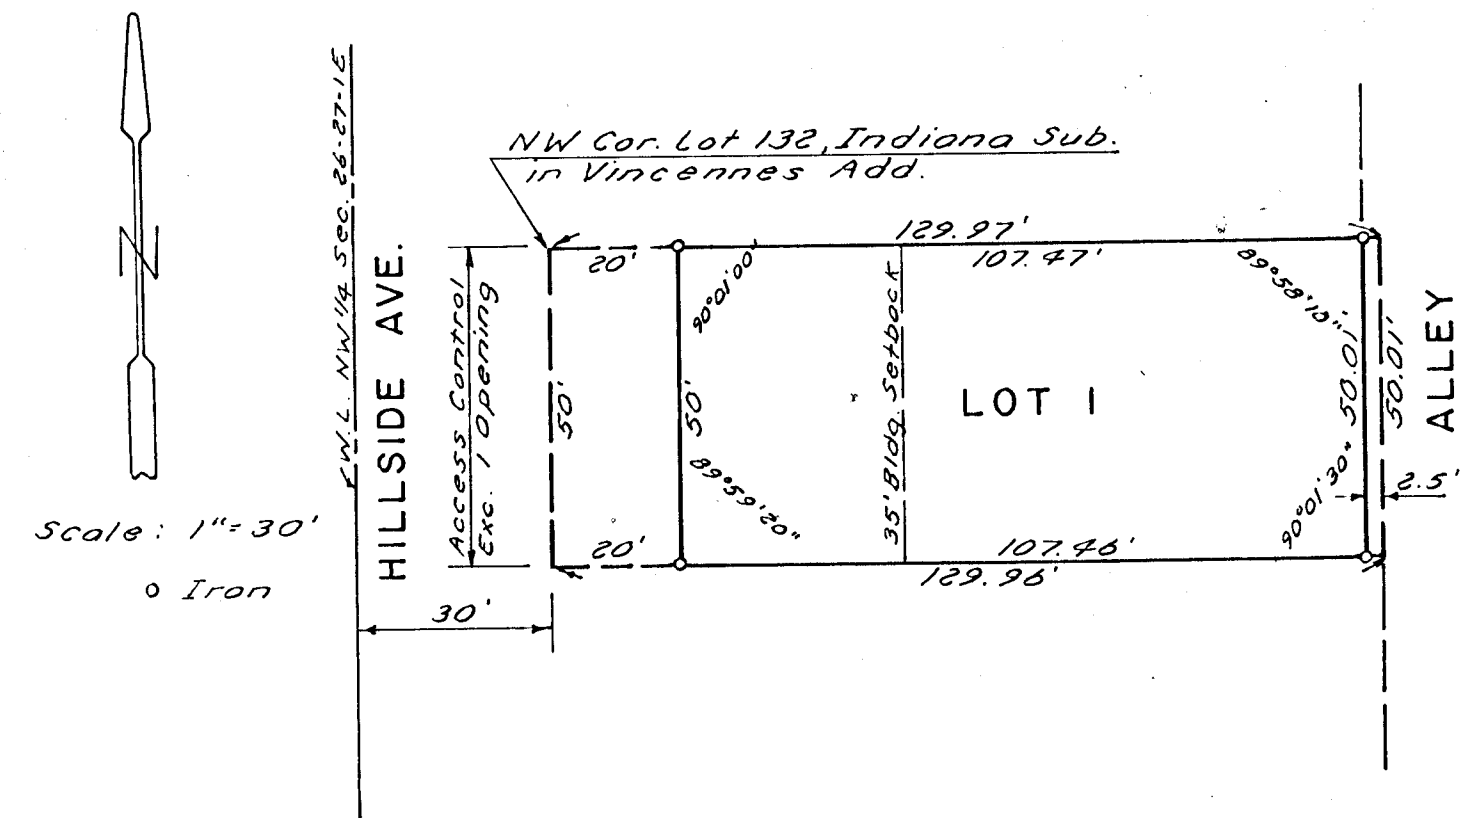 W.L. NW 1/4 Sec. 26-27-1E
NW Cor. Lot 132, Indiana Sub.
in Vincennes Add.
N
HILLSIDE AVE.
Access Control
Exc. 1 Opening
20'
50'
20'
30'
129.97'
107.47'
90°01'00"
50'
89°59'20"
35' Bldg. Setback
LOT 1
89°58'10"
50.01'
50.01'
90°01'30"
107.46'
129.96'
2.5'
ALLEY
Scale: 1"=30'
o Iron